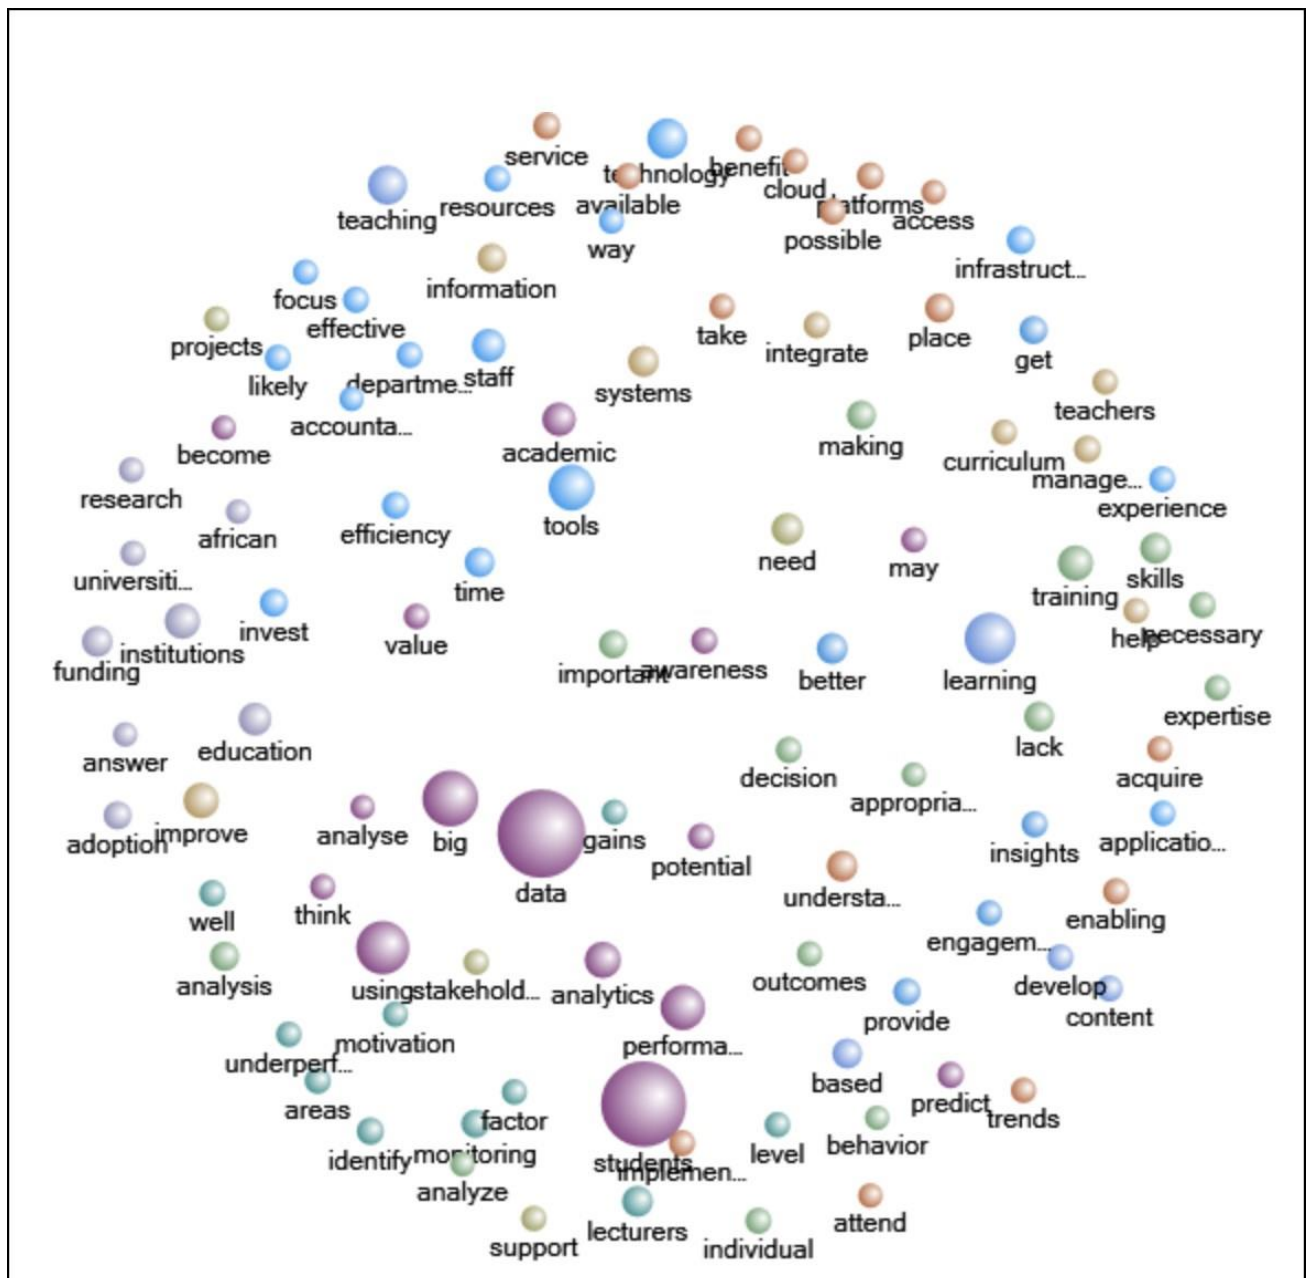 service
technology
benefit
cloud
platforms
access
teaching
resources
available
way
possible
infrastruct...
information
focus
effective
projects
likely
departme...
staff
take
integrate
place
get
systems
teachers
accounta...
become
academic
making
curriculum
manage...
experience
research
african
efficiency
tools
need
may
universiti...
time
training
skills
invest
value
help
necessary
funding
institutions
important
awareness
better
learning
expertise
answer
education
lack
decision
acquire
appropria...
adoption
improve
analyse
big
data
gains
potential
insights
applicatio...
well
think
understa...
enabling
engagem...
analysis
using
stakehold...
analytics
outcomes
develop
content
underperf...
motivation
performa...
provide
based
predict
trends
areas
factor
identify
monitoring
students
implemen...
level
behavior
analyze
support
lecturers
individual
attend